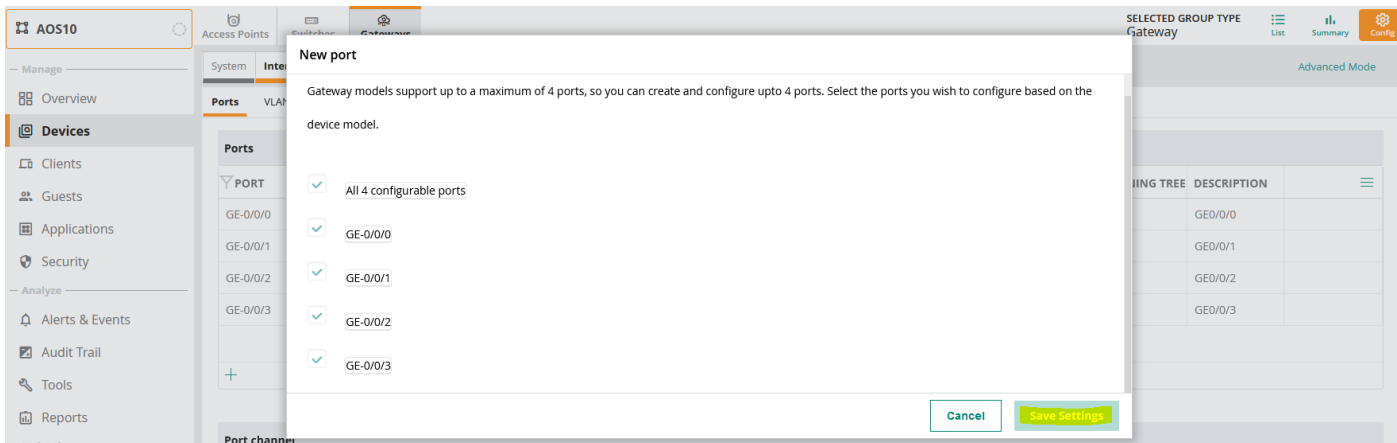 AOS10
Access Points
Switches
Gateways
SELECTED GROUP TYPE
Gateway
List
Summary
Config
Manage
Overview
Devices
Clients
Guests
Applications
Security
Analyze
Alerts & Events
Audit Trail
Tools
Reports
System
Inte
Advanced Mode
Ports
VLAN
Ports
PORT
NING TREE
DESCRIPTION
GE-0/0/0
GE0/0/0
GE-0/0/1
GE0/0/1
GE-0/0/2
GE0/0/2
GE-0/0/3
GE0/0/3
Port channel
New port
Gateway models support up to a maximum of 4 ports, so you can create and configure upto 4 ports. Select the ports you wish to configure based on the
device model.
All 4 configurable ports
GE-0/0/0
GE-0/0/1
GE-0/0/2
GE-0/0/3
Cancel
Save Settings